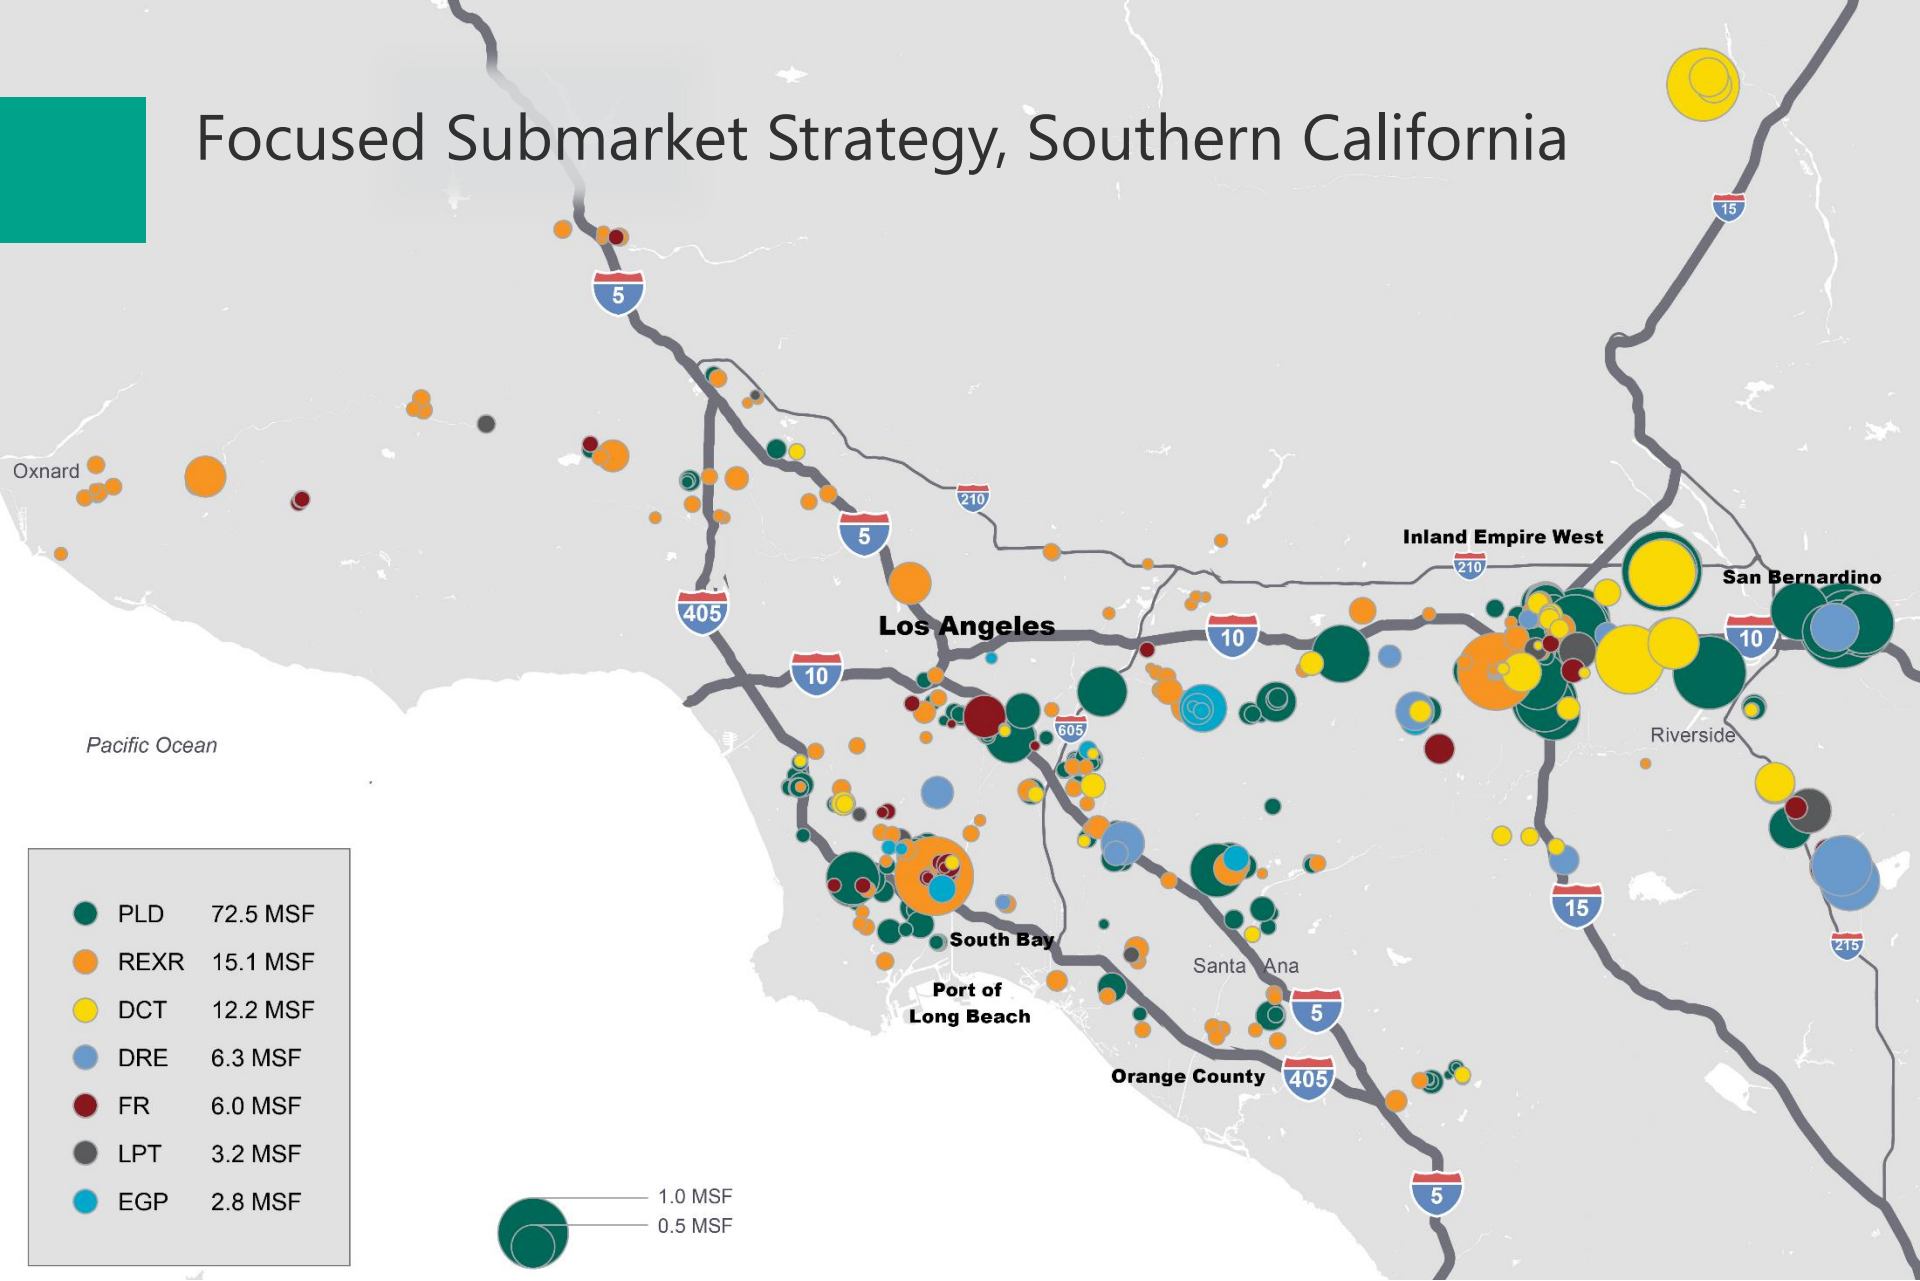 Focused Submarket Strategy, Southern California
15
5
Oxnard
210
5
Inland Empire West
210
San Bernardino
405
Los Angeles
10
10
10
605
Riverside
Pacific Ocean
PLD 72.5 MSF
REXR 15.1 MSF
DCT 12.2 MSF
DRE 6.3 MSF
FR 6.0 MSF
LPT 3.2 MSF
EGP 2.8 MSF
15
South Bay
215
Santa Ana
Port of
Long Beach
5
Orange County
405
5
1.0 MSF
0.5 MSF